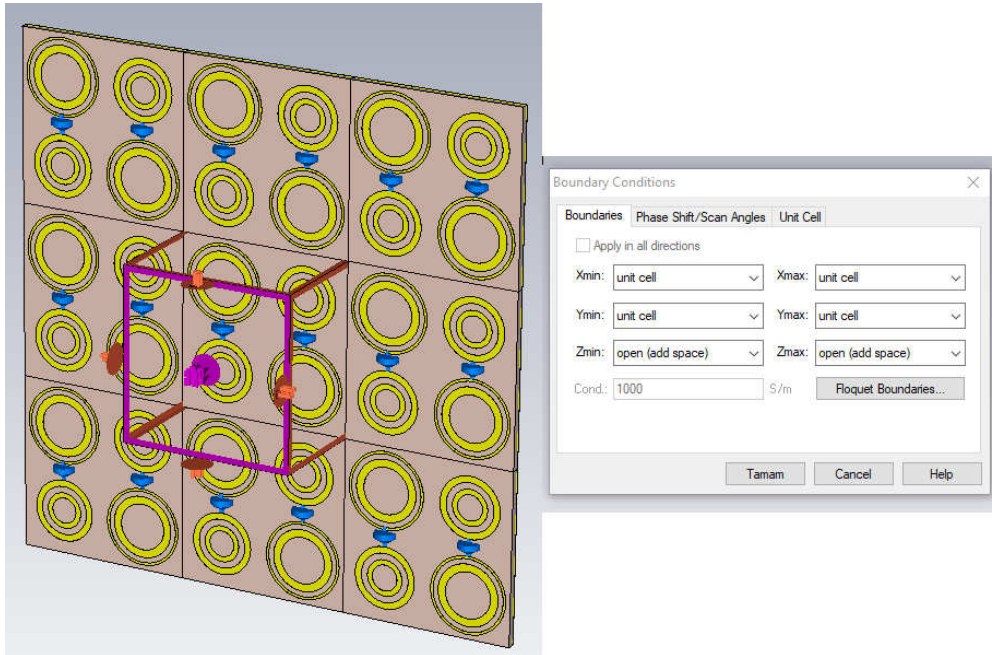 Boundary Conditions
Boundaries Phase Shift/Scan Angles Unit Cell
Apply in all directions
Xmin: unit cell Xmax: unit cell
Ymin: unit cell Ymax: unit cell
Zmin: open (add space) Zmax: open (add space)
Cond.: 1000 S/m Floquet Boundaries...
Tamam Cancel Help